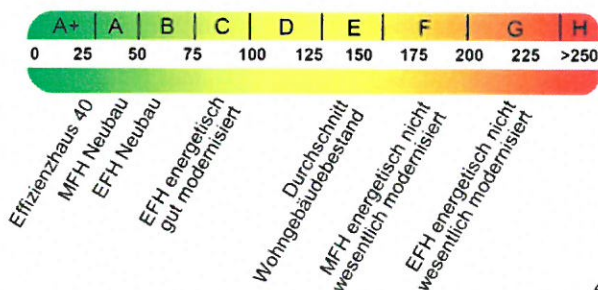 A+ A B C D E F G H
0 25 50 75 100 125 150 175 200 225 >250
Effizienzhaus 40
MFH Neubau
EFH Neubau
EFH energetisch
gut modernisiert
Durchschnitt
Wohngebäudebestand
MFH energetisch nicht
wesentlich modernisiert
EFH energetisch nicht
wesentlich modernisiert